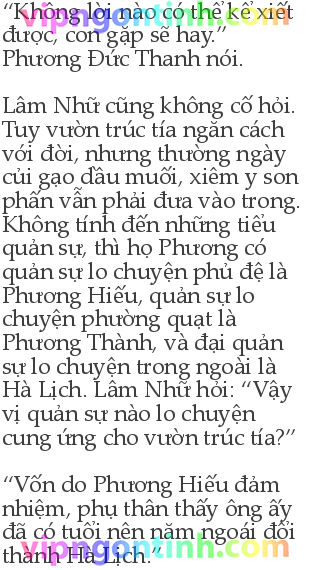 “Không lời nào có thể kể xiết
được, con gặp sẽ hay.”
Phương Đức Thanh nói.
Lâm Nhữ cũng không cố hỏi.
Tuy vườn trúc tía ngăn cách
với đời, nhưng thường ngày
củi gạo dầu muối, xiêm y son
phấn vẫn phải đưa vào trong.
Không tính đến những tiểu
quản sự, thì họ Phương có
quản sự lo chuyện phủ đệ là
Phương Hiếu, quản sự lo
chuyện phường quạt là
Phương Thành, và đại quản
sự lo chuyện trong ngoài là
Hà Lịch. Lâm Nhữ hỏi: “Vậy
vị quản sự nào lo chuyện
cung ứng cho vườn trúc tía?”
“Vốn do Phương Hiếu đảm
nhiệm, phụ thân thấy ông ấy
đã có tuổi nên năm ngoái đổi
thành Hà Lịch.”
vipngontinh.com
vipngontinh.com